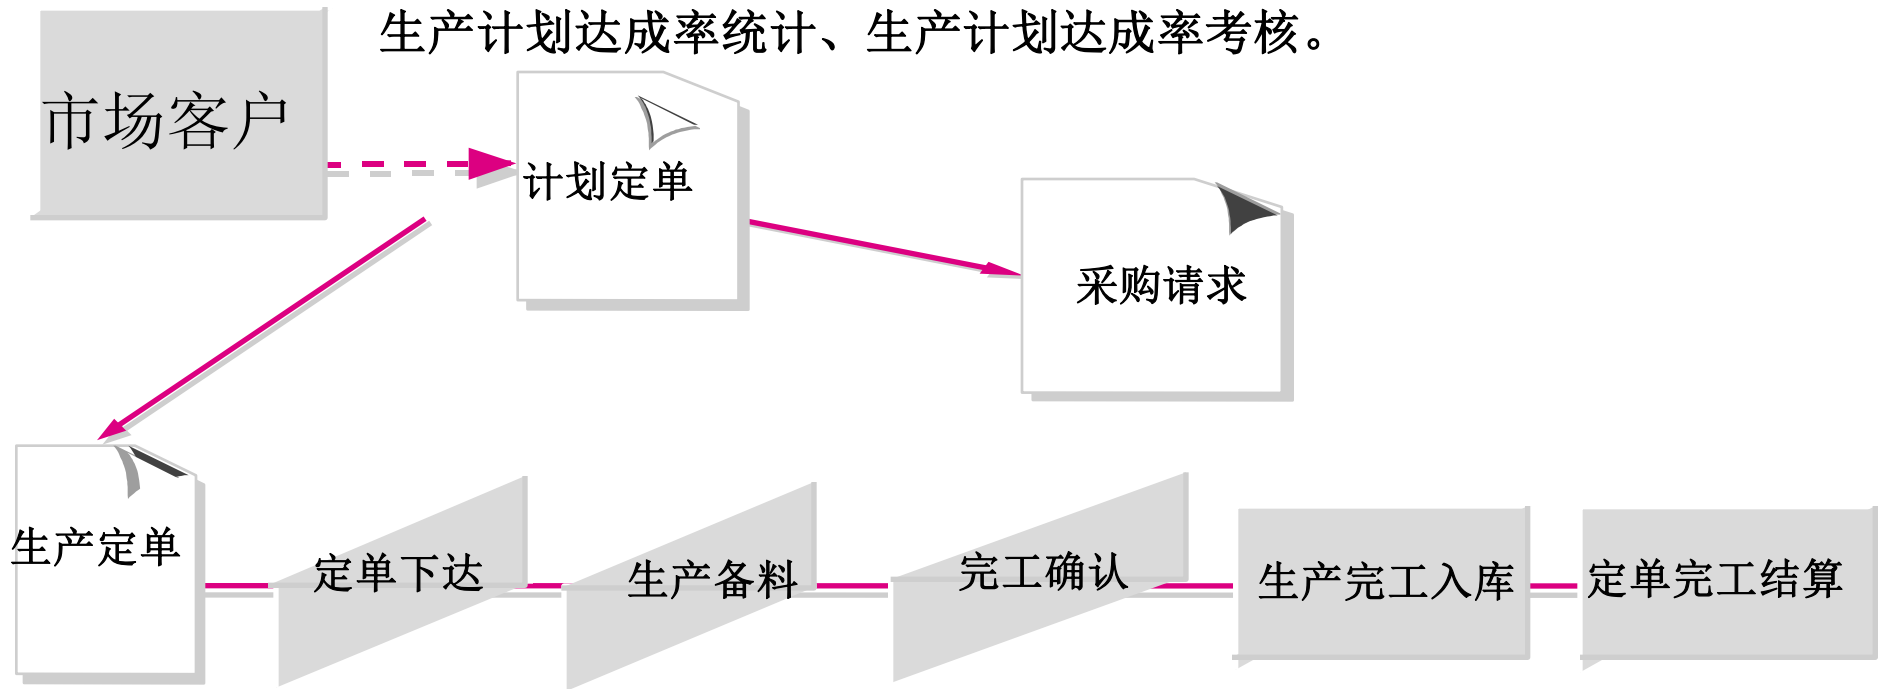 生产计划达成率统计、生产计划达成率考核。
市场客户
计划定单
采购请求
生产定单
定单下达
生产备料
完工确认
生产完工入库
定单完工结算